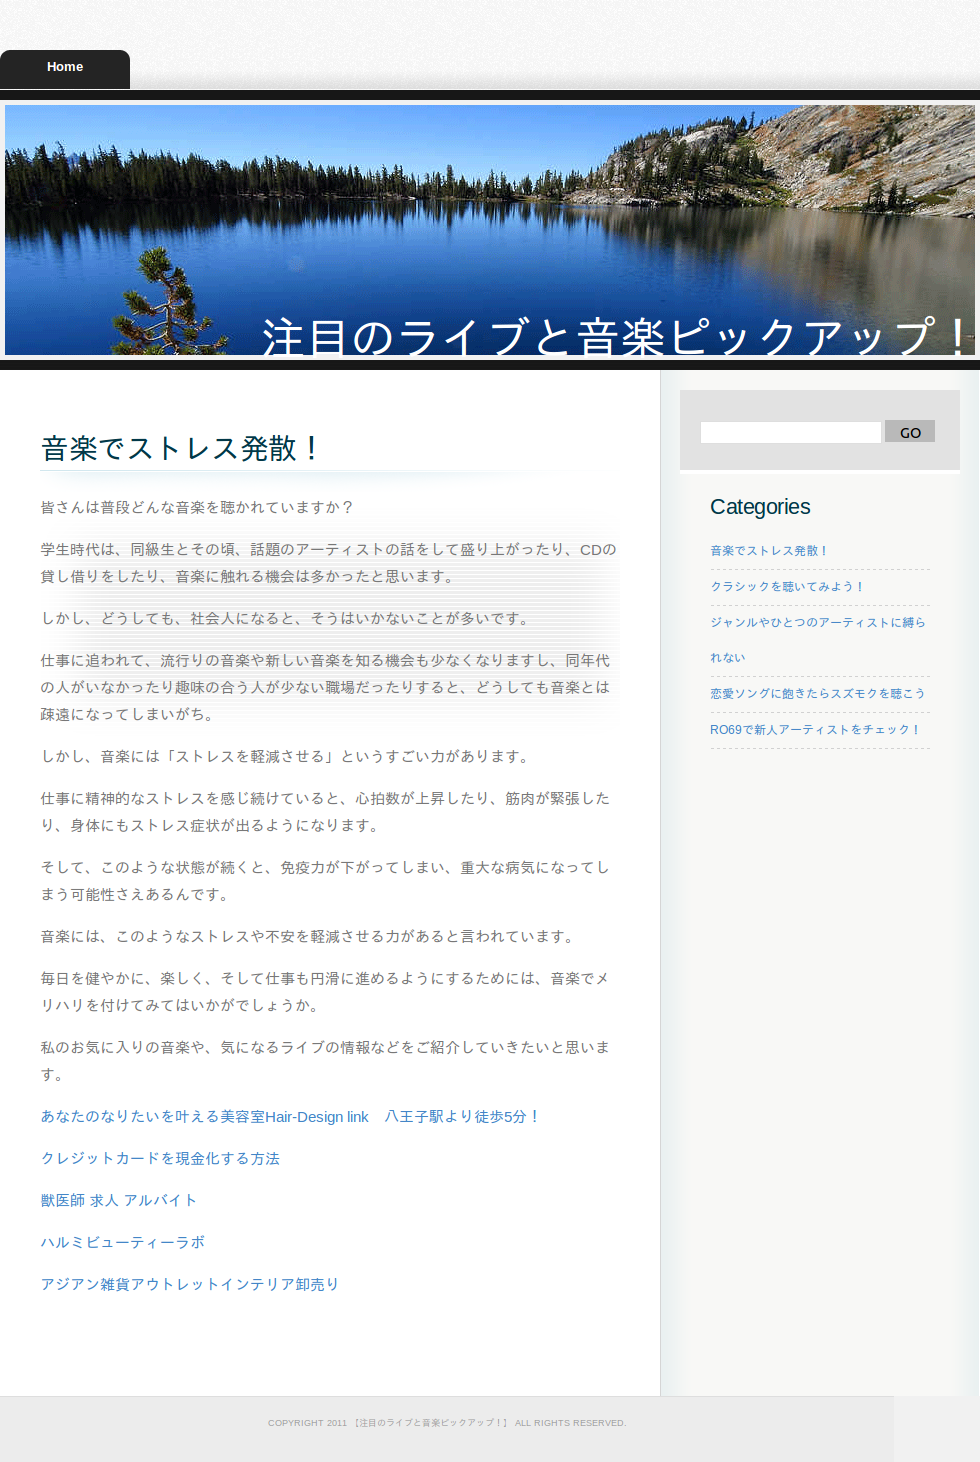 Home
注目のライブと音楽ピックアップ！
音楽でストレス発散！
皆さんは普段どんな音楽を聴かれていますか？
学生時代は、同級生とその頃、話題のアーティストの話をして盛り上がったり、CDの
貸し借りをしたり、音楽に触れる機会は多かったと思います。
しかし、どうしても、社会人になると、そうはいかないことが多いです。
仕事に追われて、流行りの音楽や新しい音楽を知る機会も少なくなりますし、同年代
の人がいなかったり趣味の合う人が少ない職場だったりすると、どうしても音楽とは
疎遠になってしまいがち。
しかし、音楽には「ストレスを軽減させる」というすごい力があります。
仕事に精神的なストレスを感じ続けていると、心拍数が上昇したり、筋肉が緊張した
り、身体にもストレス症状が出るようになります。
そして、このような状態が続くと、免疫力が下がってしまい、重大な病気になってし
まう可能性さえあるんです。
音楽には、このようなストレスや不安を軽減させる力があると言われています。
毎日を健やかに、楽しく、そして仕事も円滑に進めるようにするためには、音楽でメ
リハリを付けてみてはいかがでしょうか。
私のお気に入りの音楽や、気になるライブの情報などをご紹介していきたいと思いま
す。
あなたのなりたいを叶える美容室Hair-Design link　八王子駅より徒歩5分！
クレジットカードを現金化する方法
獣医師 求人 アルバイト
ハルミビューティーラボ
アジアン雑貨アウトレットインテリア卸売り
GO
Categories
音楽でストレス発散！
クラシックを聴いてみよう！
ジャンルやひとつのアーティストに縛ら
れない
恋愛ソングに飽きたらスズモクを聴こう
RO69で新人アーティストをチェック！
COPYRIGHT 2011 【注目のライブと音楽ピックアップ！】 ALL RIGHTS RESERVED.